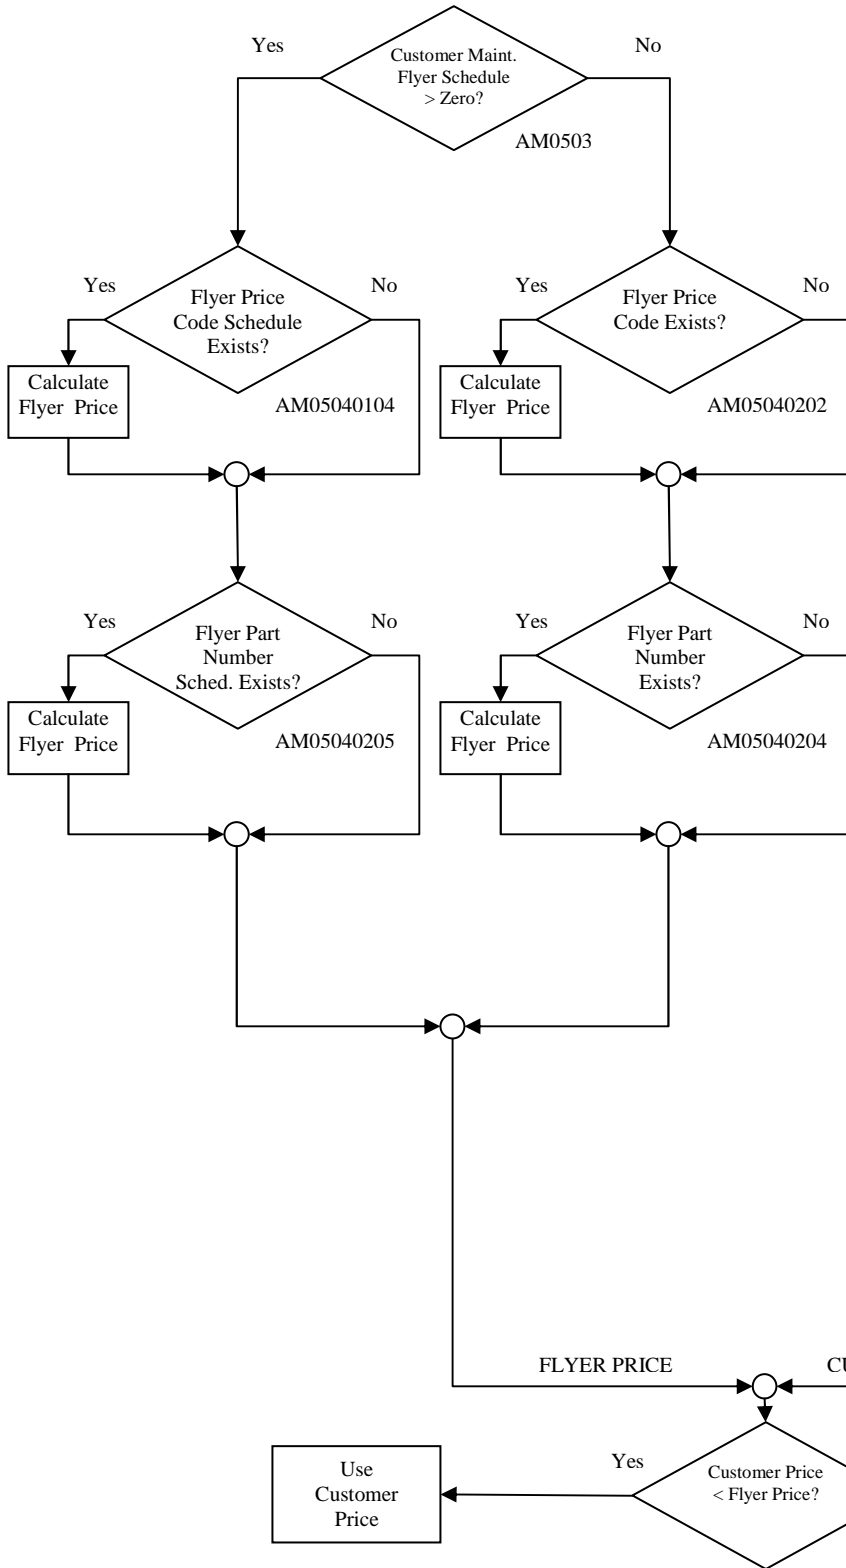 Yes
Customer Maint.
Flyer Schedule
> Zero?
No
AM0503
Yes
Flyer Price
Code Schedule
Exists?
No
Yes
Flyer Price
Code Exists?
No
Calculate
Flyer Price
AM05040104
Calculate
Flyer Price
AM05040202
Yes
Flyer Part
Number
Sched. Exists?
No
Yes
Flyer Part
Number
Exists?
No
Calculate
Flyer Price
AM05040205
Calculate
Flyer Price
AM05040204
FLYER PRICE
Use
Customer
Price
Yes
Customer Price
< Flyer Price?